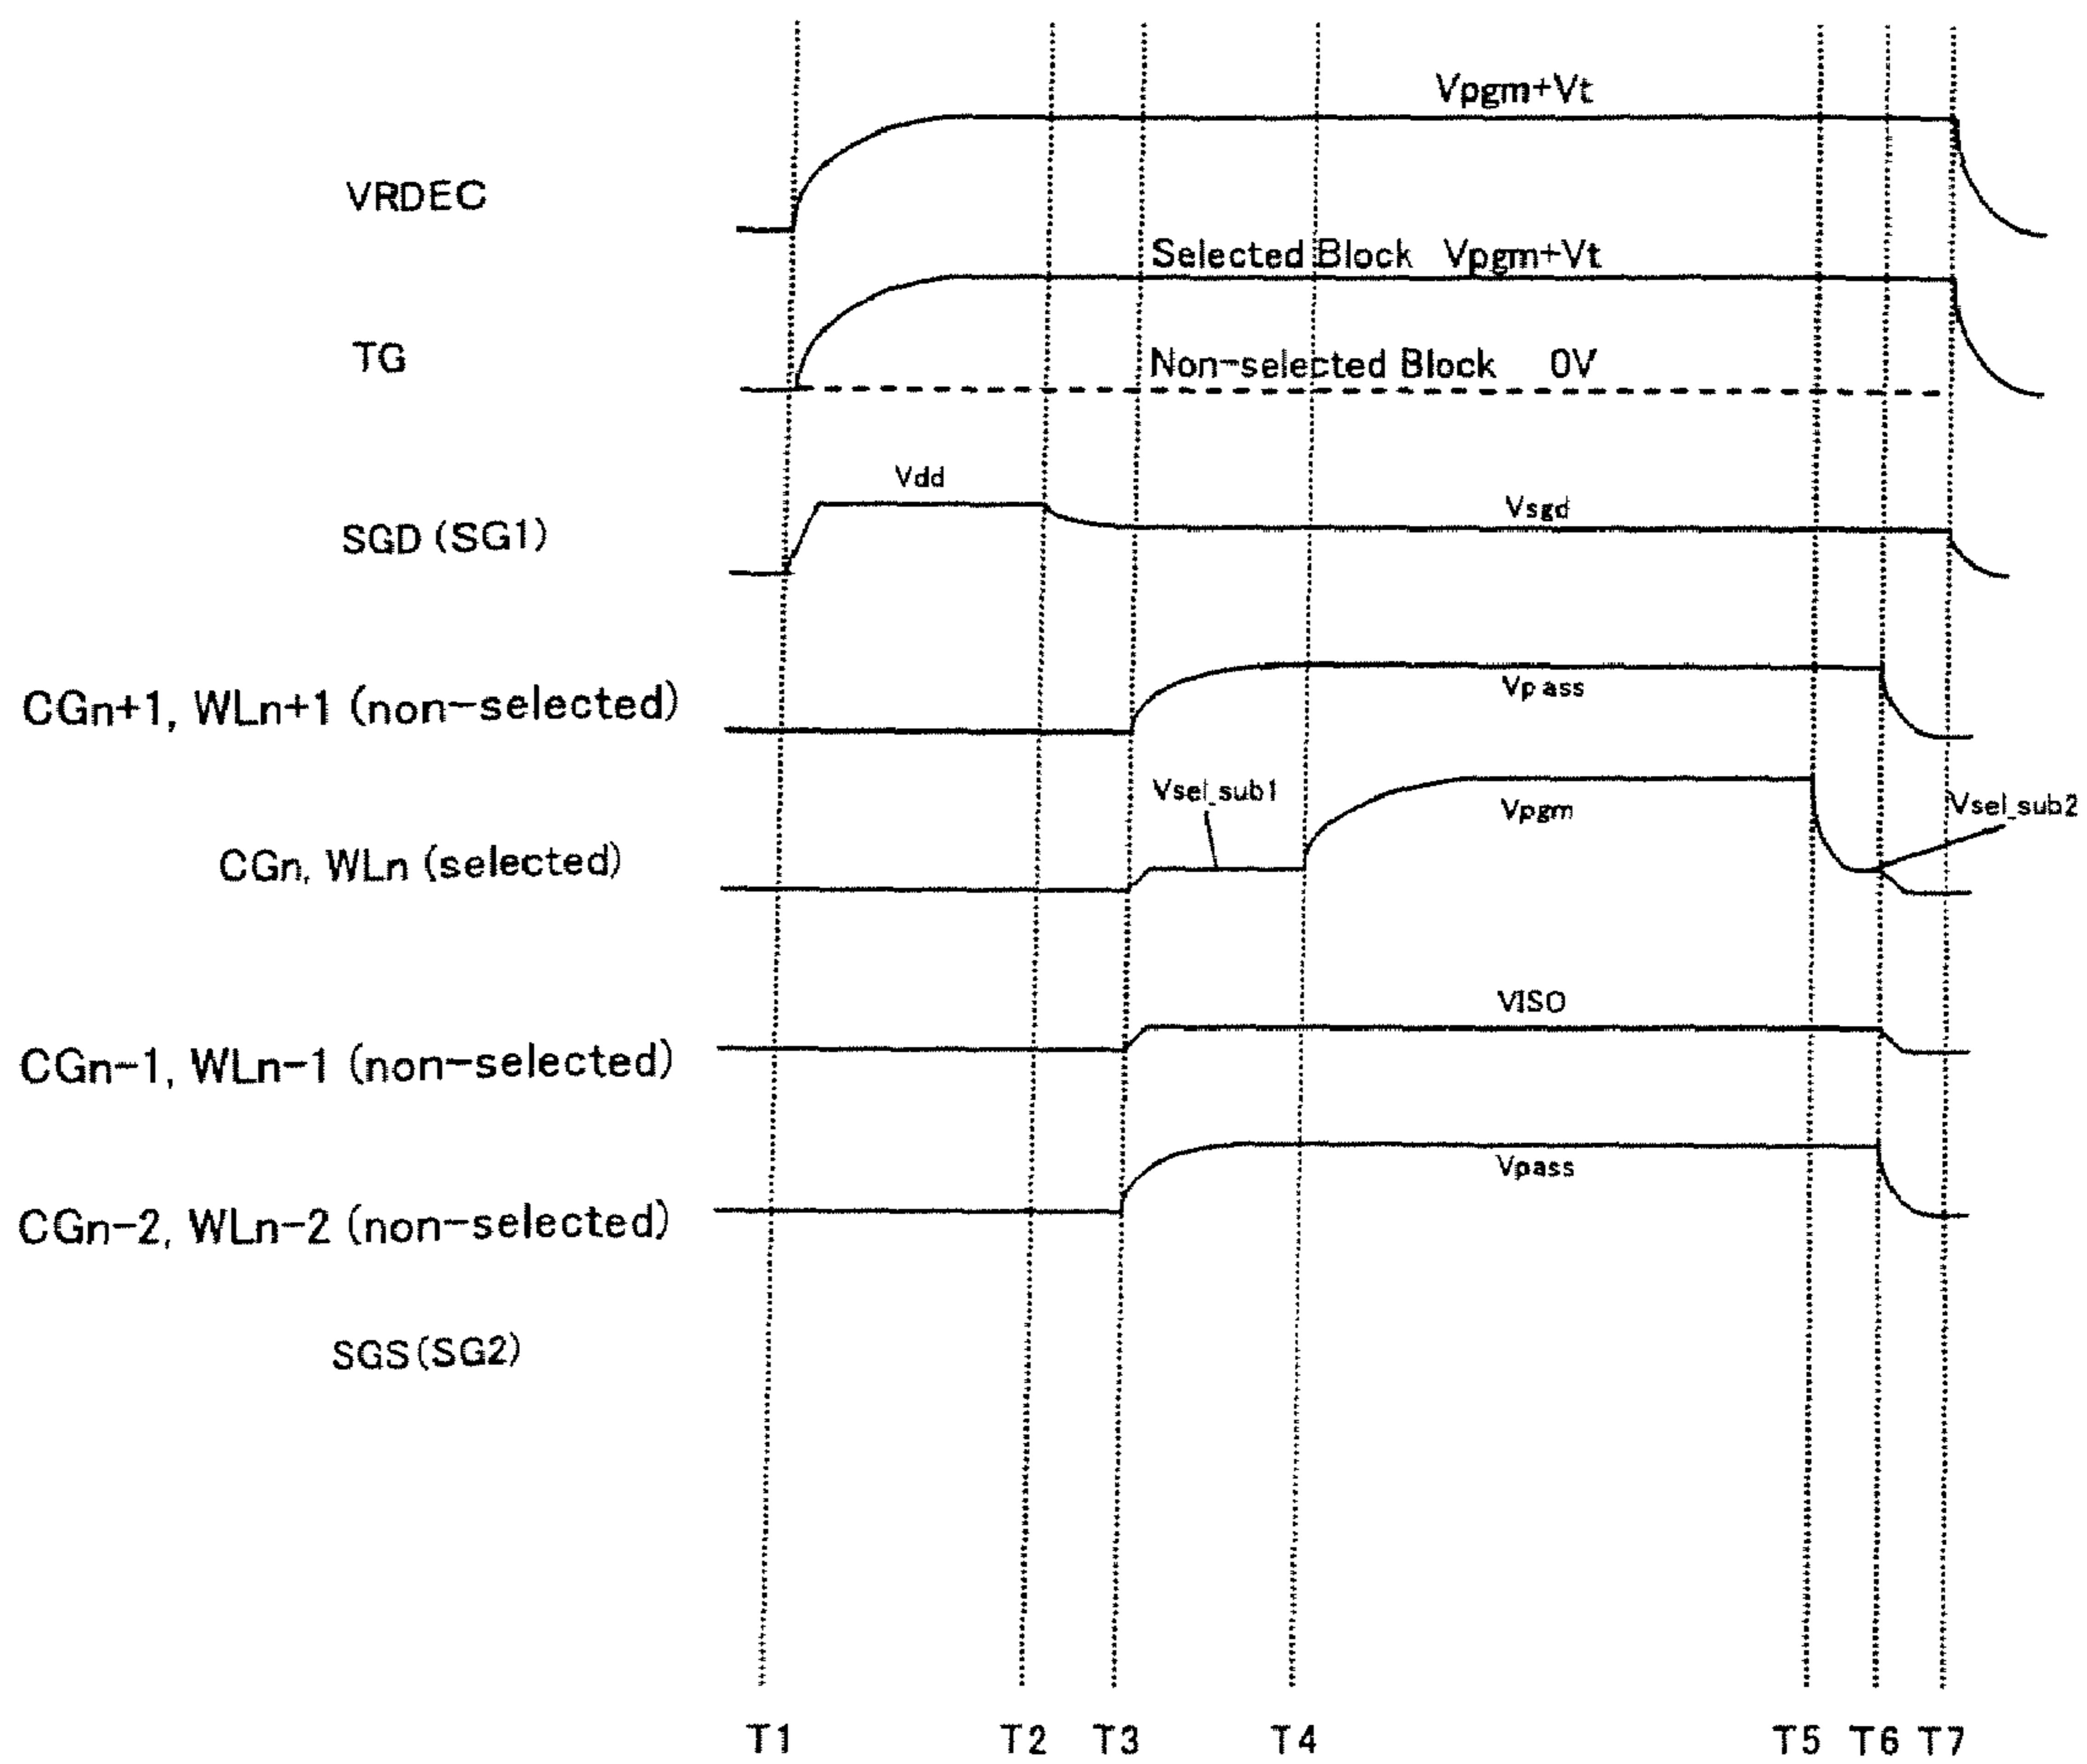 Vpgm+Vt
VRDEC
Selected Block Vpgm+Vt
TG
Non-selected Block 0V
Vdd
Vsgd
SGD (SG1)
CGn+1, WLn+1 (non-selected)
Vpass
Vsel_sub1
Vpgm
Vsel_sub2
CGn, WLn (selected)
VISO
CGn-1, WLn-1 (non-selected)
Vpass
CGn-2, WLn-2 (non-selected)
SGS(SG2)
T1 T2 T3 T4 T5 T6 T7